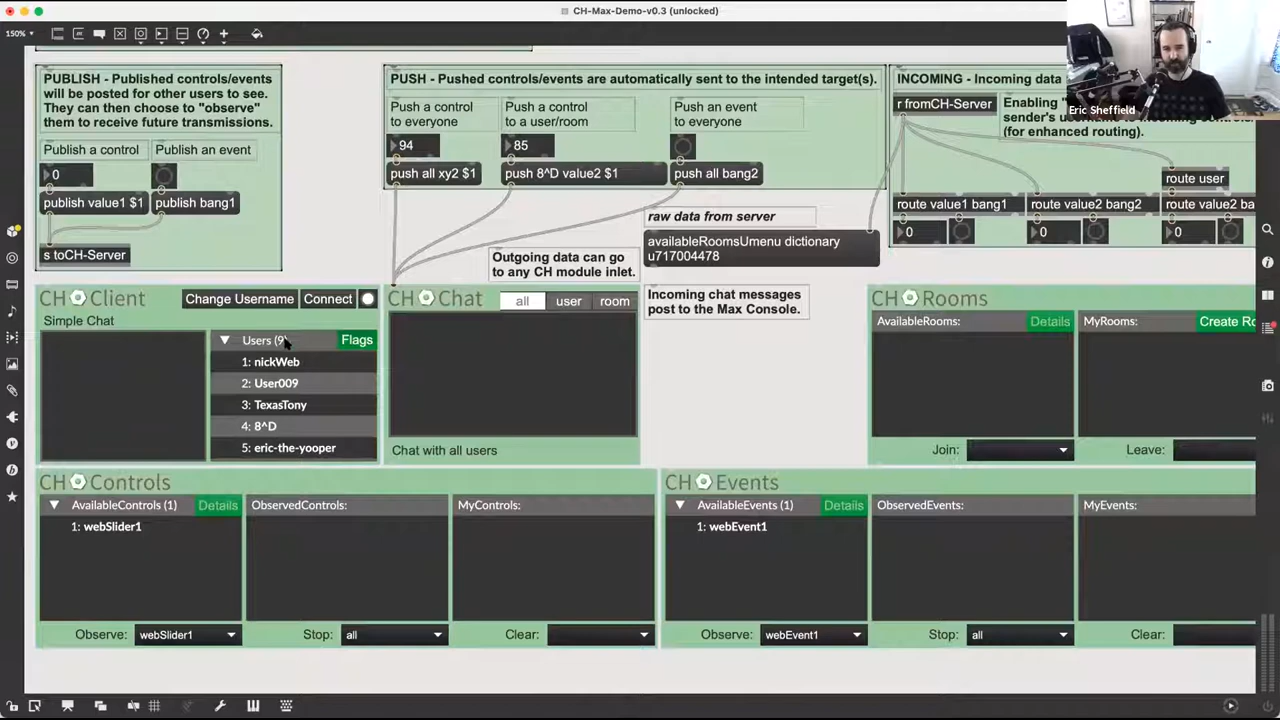 CH-Max-Demo-v0.3 (unlocked)
150%
PUBLISH - Published controls/events
will be posted for other users to see.
They can then choose to "observe"
them to receive future transmissions.
Publish a control
Publish an event
0
publish value1 $1
publish bang1
s toCH-Server
PUSH - Pushed controls/events are automatically sent to the intended target(s).
Push a control
to everyone
Push a control
to a user/room
Push an event
to everyone
94
85
push all xy2 $1
push 8^D value2 $1
push all bang2
raw data from server
availableRoomsUmenu dictionary
u717004478
Outgoing data can go
to any CH module inlet.
INCOMING - Incoming data
r fromCH-Server
Enabling
sender's
(for enhanced routing).
Eric Sheffield
route user
route value1 bang1
route value2 bang2
route value2 ba
0
0
0
CH Client
Change Username
Connect
Simple Chat
Users (9)
Flags
1: nickWeb
2: User009
3: TexasTony
4: 8^D
5: eric-the-yooper
CH Chat
all
user
room
Chat with all users
Incoming chat messages
post to the Max Console.
CH Rooms
AvailableRooms:
Details
MyRooms:
Create Ro
Join:
Leave:
CH Controls
AvailableControls (1)
Details
ObservedControls:
MyControls:
1: webSlider1
Observe:
webSlider1
Stop:
all
Clear:
CH Events
AvailableEvents (1)
Details
ObservedEvents:
MyEvents:
1: webEvent1
Observe:
webEvent1
Stop:
all
Clear: